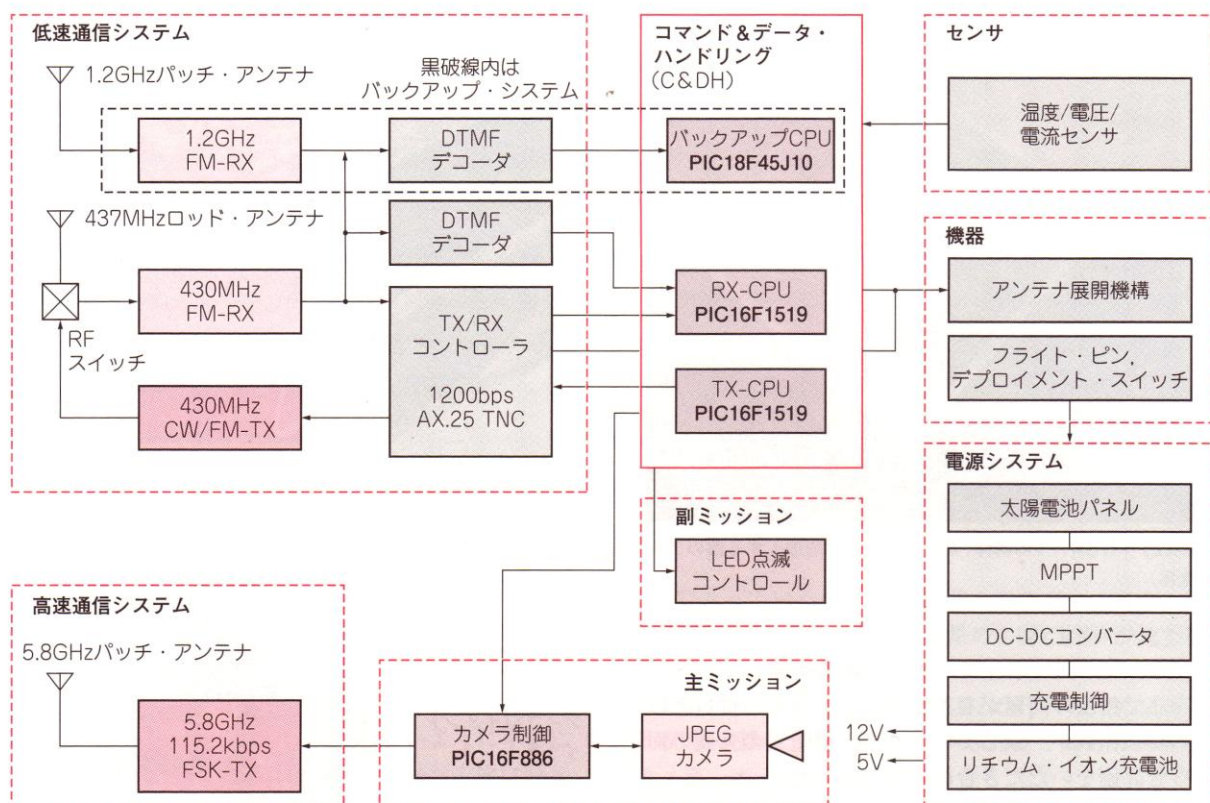 低速通信システム
1.2GHzパッチ・アンテナ
黒破線内は
バックアップ・システム
1.2GHz
FM-RX
DTMF
デコーダ
437MHzロッド・アンテナ
DTMF
デコーダ
430MHz
FM-RX
RF
スイッチ
TX/RX
コントローラ
1200bps
AX.25 TNC
430MHz
CW/FM-TX
コマンド&データ・
ハンドリング
(C&DH)
バックアップCPU
PIC18F45J10
RX-CPU
PIC16F1519
TX-CPU
PIC16F1519
センサ
温度/電圧/
電流センサ
機器
アンテナ展開機構
フライト・ピン,
デプロイメント・スイッチ
電源システム
太陽電池パネル
MPPT
DC-DCコンバータ
充電制御
リチウム・イオン充電池
12V
5V
副ミッション
LED点滅
コントロール
高速通信システム
5.8GHzパッチ・アンテナ
5.8GHz
115.2kbps
FSK-TX
主ミッション
カメラ制御
PIC16F886
JPEG
カメラ